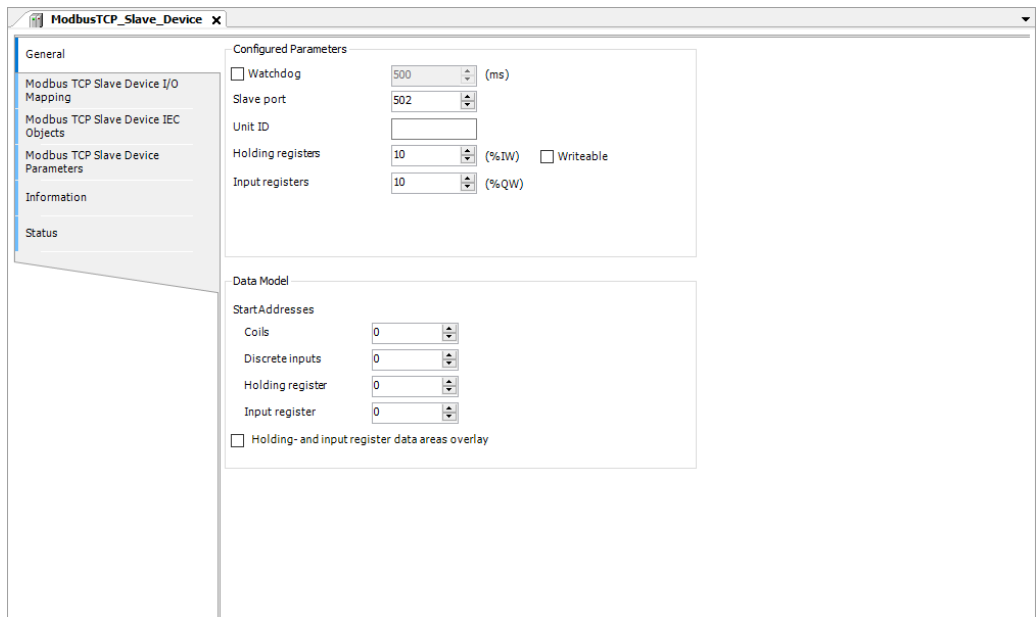 ModbusTCP_Slave_Device X
General
Modbus TCP Slave Device I/O
Mapping
Modbus TCP Slave Device IEC
Objects
Modbus TCP Slave Device
Parameters
Information
Status
Configured Parameters
Watchdog 500 (ms)
Slave port 502
Unit ID
Holding registers 10 (%IW) Writeable
Input registers 10 (%QW)
Data Model
StartAddresses
Coils 0
Discrete inputs 0
Holding register 0
Input register 0
Holding- and input register data areas overlay